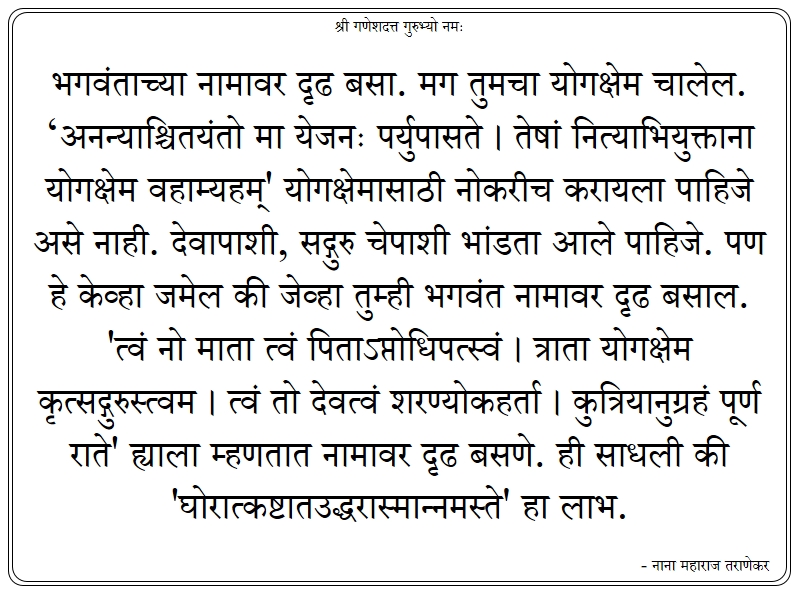 श्री गणेशदत्त गुरुभ्यो नमः
भगवंताच्या नामावर दृढ बसा. मग तुमचा योगक्षेम चालेल.
‘अनन्याश्चितयंतो मा येजनः पर्युपासते। तेषां नित्याभियुक्ताना
योगक्षेम वहाम्यहम्' योगक्षेमासाठी नोकरीच करायला पाहिजे
असे नाही. देवापाशी, सद्गुरु चेपाशी भांडता आले पाहिजे. पण
हे केव्हा जमेल की जेव्हा तुम्ही भगवंत नामावर दृढ बसाल.
'त्वं नो माता त्वं पिताऽप्तोधिपत्स्वं। त्राता योगक्षेम
कृत्सद्गुरुस्त्वम। त्वं तो देवत्वं शरण्योकहर्ता। कुत्रियानुग्रहं पूर्ण
राते' ह्याला म्हणतात नामावर दृढ बसणे. ही साधली की
'घोरात्कष्टातउद्धरास्मान्नमस्ते' हा लाभ.
- नाना महाराज तराणेकर